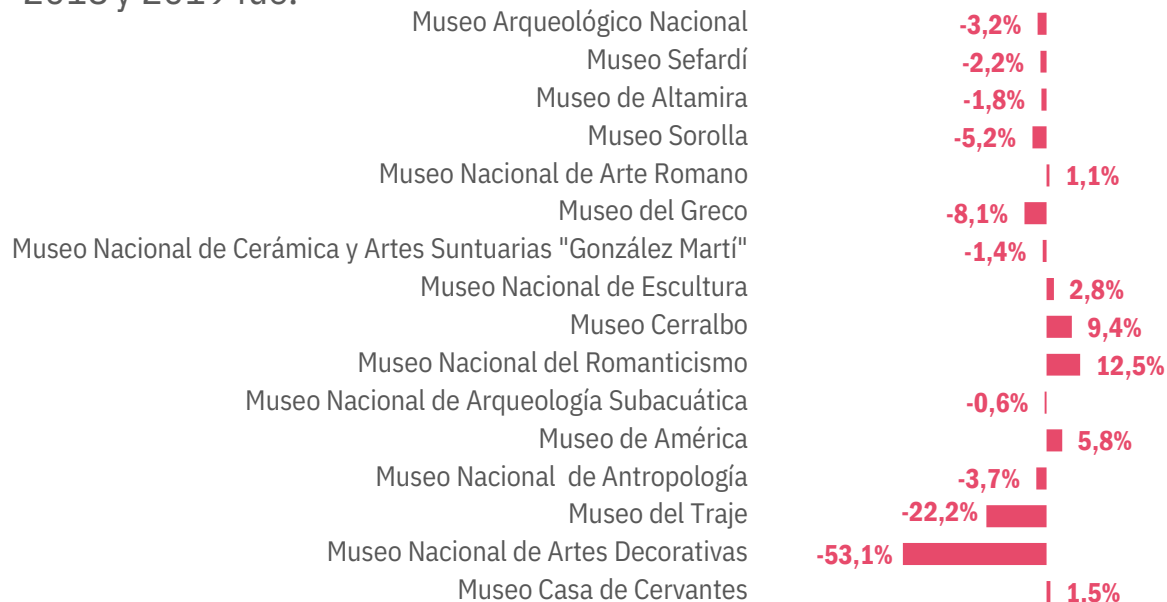 2018 y 2019 fue:
Museo Arqueológico Nacional -3,2%
Museo Sefardí -2,2%
Museo de Altamira -1,8%
Museo Sorolla -5,2%
Museo Nacional de Arte Romano 1,1%
Museo del Greco -8,1%
Museo Nacional de Cerámica y Artes Suntuarias "González Martí" -1,4%
Museo Nacional de Escultura 2,8%
Museo Cerralbo 9,4%
Museo Nacional del Romanticismo 12,5%
Museo Nacional de Arqueología Subacuática -0,6%
Museo de América 5,8%
Museo Nacional de Antropología -3,7%
Museo del Traje -22,2%
Museo Nacional de Artes Decorativas -53,1%
Museo Casa de Cervantes 1,5%